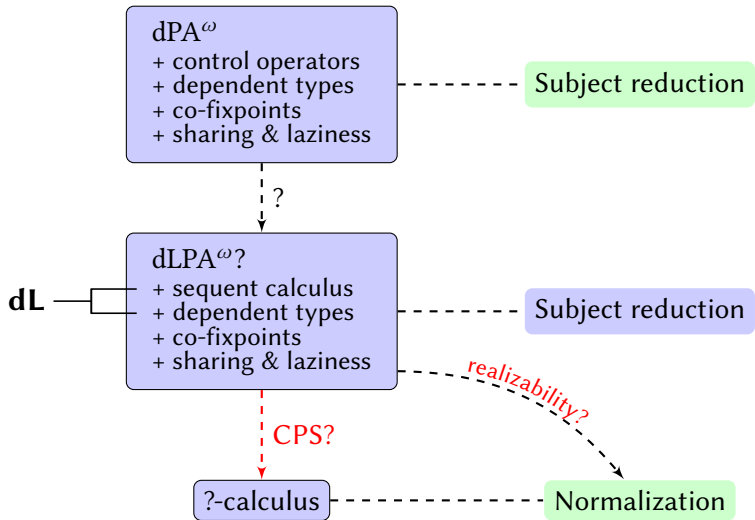 dPA^ω
+ control operators
+ dependent types
+ co-fixpoints
+ sharing & laziness
Subject reduction
?
dLPA^ω?
+ sequent calculus
+ dependent types
+ co-fixpoints
+ sharing & laziness
dL
Subject reduction
realizability?
CPS?
?-calculus
Normalization